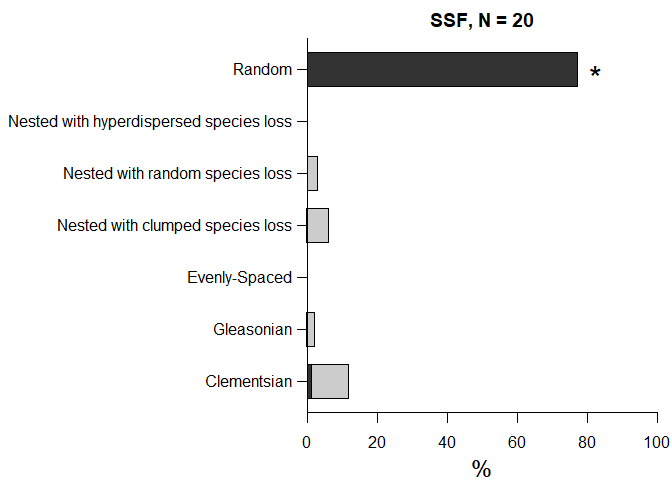 SSF, N = 20
Random
*
Nested with hyperdispersed species loss
Nested with random species loss
Nested with clumped species loss
Evenly-Spaced
Gleasonian
Clementsian
0 20 40 60 80 100
%